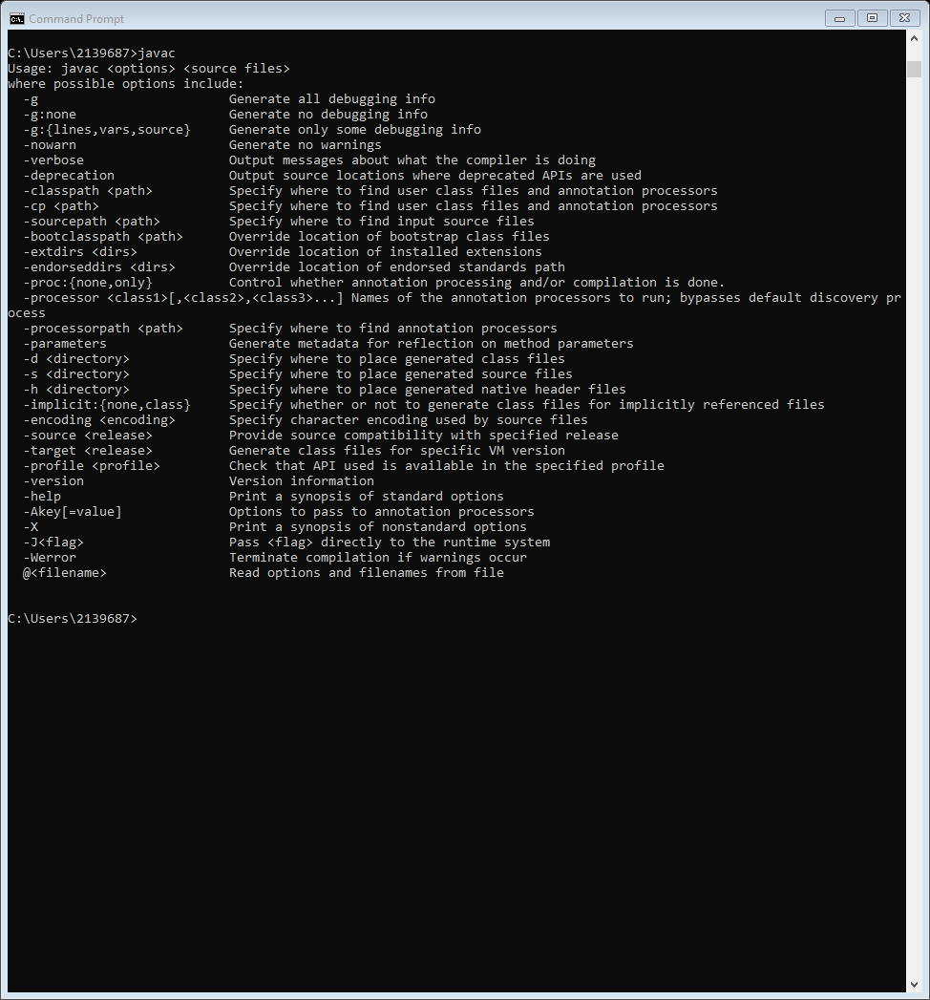 Command Prompt
C:\Users\2139687>javac
Usage: javac <options> <source files>
where possible options include:
  -g                         Generate all debugging info
  -g:none                    Generate no debugging info
  -g:{lines,vars,source}     Generate only some debugging info
  -nowarn                    Generate no warnings
  -verbose                   Output messages about what the compiler is doing
  -deprecation               Output source locations where deprecated APIs are used
  -classpath <path>          Specify where to find user class files and annotation processors
  -cp <path>                 Specify where to find user class files and annotation processors
  -sourcepath <path>         Specify where to find input source files
  -bootclasspath <path>      Override location of bootstrap class files
  -extdirs <dirs>            Override location of installed extensions
  -endorseddirs <dirs>       Override location of endorsed standards path
  -proc:{none,only}          Control whether annotation processing and/or compilation is done.
  -processor <class1>[,<class2>,<class3>...] Names of the annotation processors to run; bypasses default discovery pr
ocess
  -processorpath <path>      Specify where to find annotation processors
  -parameters                Generate metadata for reflection on method parameters
  -d <directory>             Specify where to place generated class files
  -s <directory>             Specify where to place generated source files
  -h <directory>             Specify where to place generated native header files
  -implicit:{none,class}     Specify whether or not to generate class files for implicitly referenced files
  -encoding <encoding>       Specify character encoding used by source files
  -source <release>          Provide source compatibility with specified release
  -target <release>          Generate class files for specific VM version
  -profile <profile>         Check that API used is available in the specified profile
  -version                   Version information
  -help                      Print a synopsis of standard options
  -Akey[=value]              Options to pass to annotation processors
  -X                         Print a synopsis of nonstandard options
  -J<flag>                   Pass <flag> directly to the runtime system
  -Werror                    Terminate compilation if warnings occur
  @<filename>                Read options and filenames from file
C:\Users\2139687>